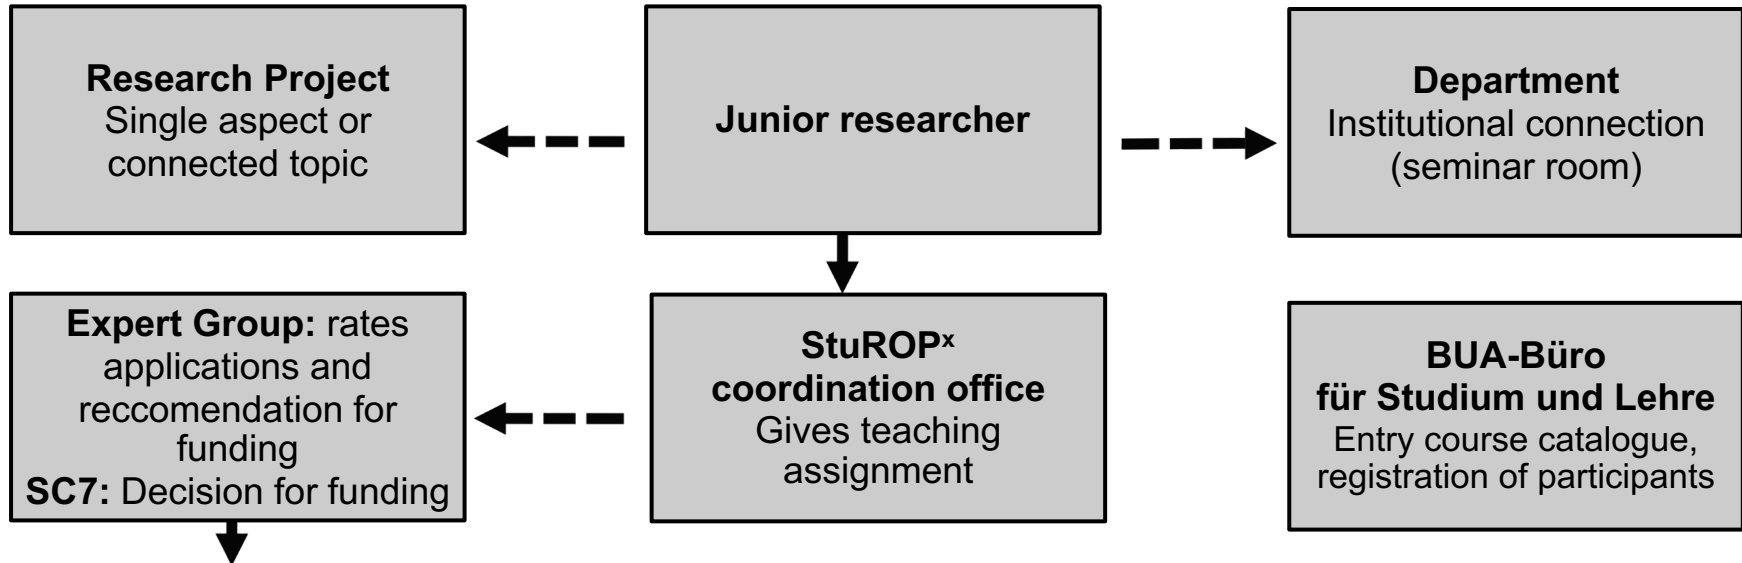 Research Project
Single aspect or
connected topic
Junior researcher
Department
Institutional connection
(seminar room)
Expert Group: rates
applications and
reccomendation for
funding
SC7: Decision for funding
StuROPˣ
coordination office
Gives teaching
assignment
BUA-Büro
für Studium und Lehre
Entry course catalogue,
registration of participants